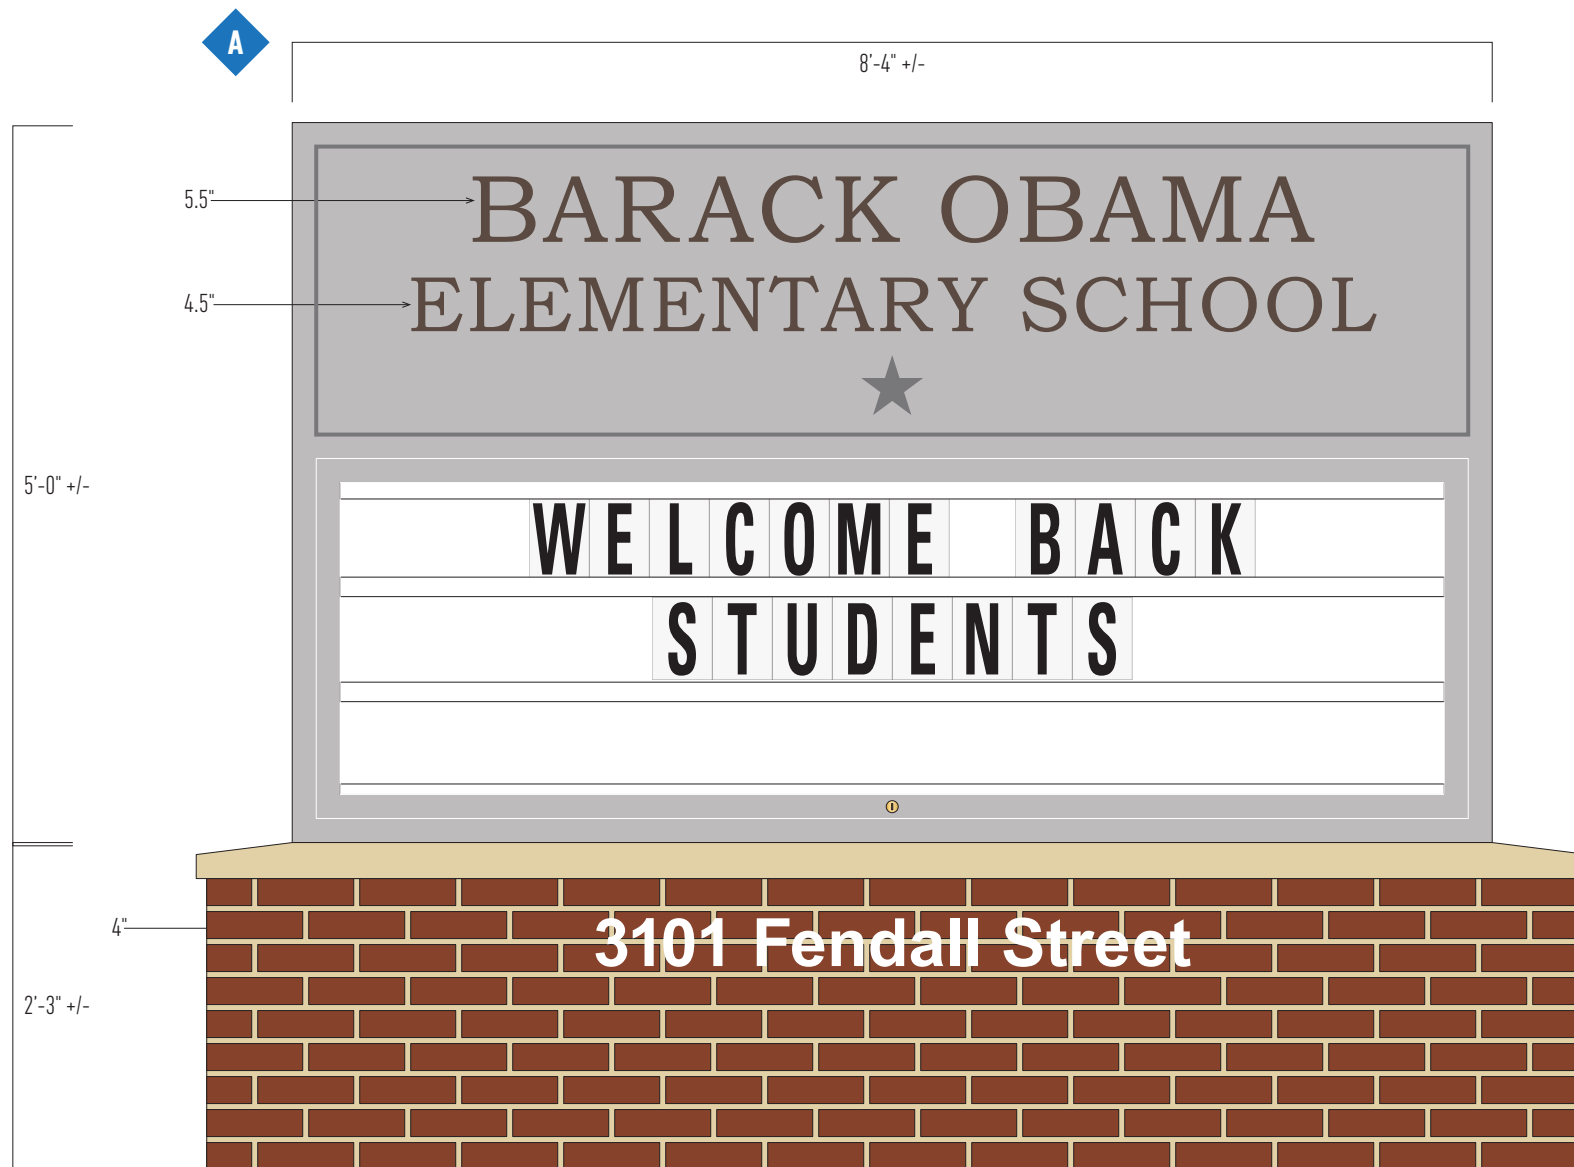 A
8'-4" +/-
5.5"
BARACK OBAMA
4.5"
ELEMENTARY SCHOOL
5'-0" +/-
WELCOME BACK
STUDENTS
4"
3101 Fendall Street
2'-3" +/-